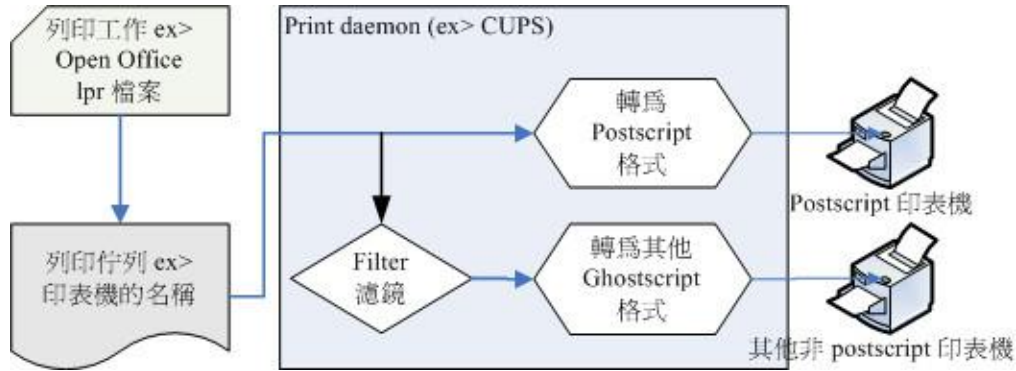 列印工作 ex>
Open Office
lpr 檔案
Print daemon (ex> CUPS)
轉為
Postscript
格式
Postscript 印表機
列印佇列 ex>
印表機的名稱
Filter
濾鏡
轉為其他
Ghostscript
格式
其他非 postscript 印表機